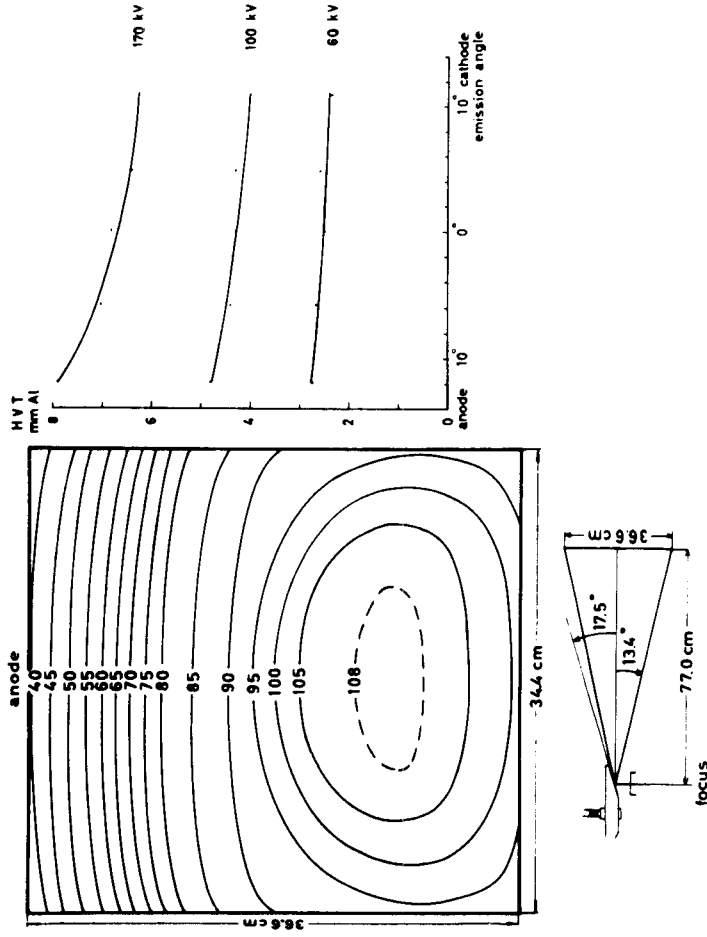 anode
40
45
50
55
60
65
70
75
80
85
90
95
100
105
108
34.4 cm
36.6 cm
HVT
mm Al
8
6
4
2
0
170 kV
100 kV
60 kV
anode 10° 0° 10° cathode
emission angle
17.5°
13.4°
36.6 cm
77.0 cm
focus